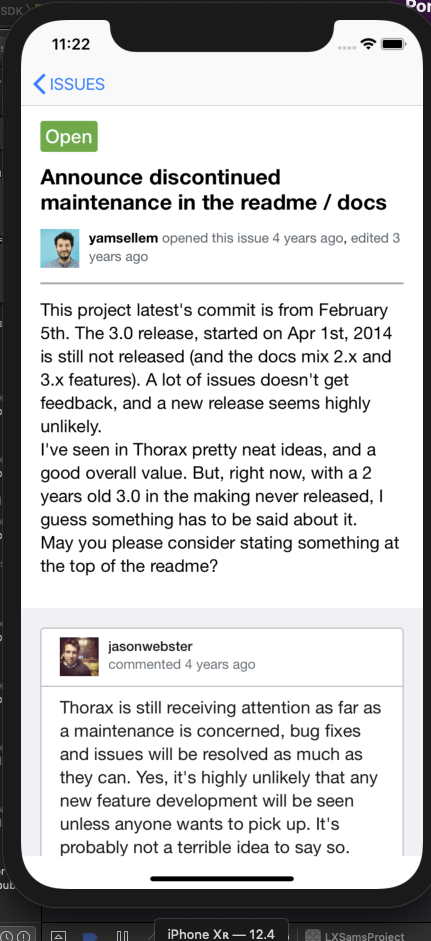 SDK
Por
11:22
ISSUES
Open
Announce discontinued
maintenance in the readme / docs
yamsellem opened this issue 4 years ago, edited 3
years ago
This project latest's commit is from February
5th. The 3.0 release, started on Apr 1st, 2014
is still not released (and the docs mix 2.x and
3.x features). A lot of issues doesn't get
feedback, and a new release seems highly
unlikely.
I've seen in Thorax pretty neat ideas, and a
good overall value. But, right now, with a 2
years old 3.0 in the making never released, I
guess something has to be said about it.
May you please consider stating something at
the top of the readme?
jasonwebster
commented 4 years ago
Thorax is still receiving attention as far as
a maintenance is concerned, bug fixes
and issues will be resolved as much as
they can. Yes, it's highly unlikely that any
new feature development will be seen
unless anyone wants to pick up. It's
probably not a terrible idea to say so.
iPhone XR — 12.4
LXSamsProject